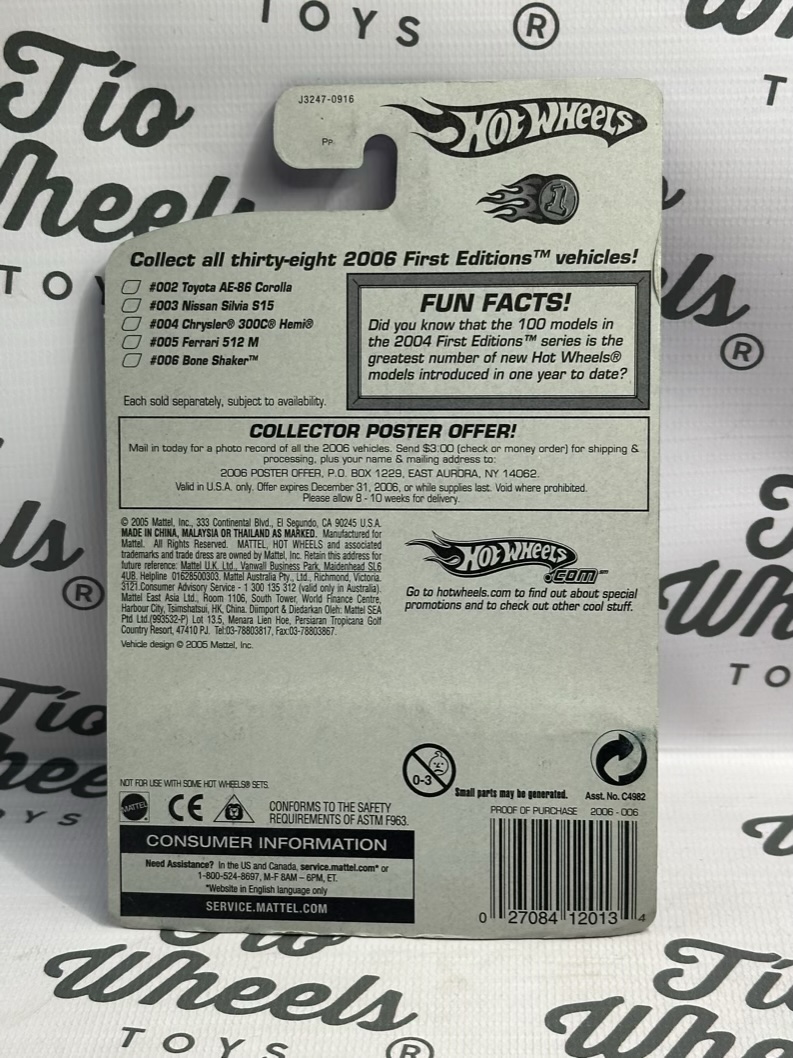 TOYS ®
Tío
Wheels
TOYS
J3247-0916
Pp.
HOT WHEELS
1
Collect all thirty-eight 2006 First Editions™ vehicles!
#002 Toyota AE-86 Corolla
#003 Nissan Silvia S15
#004 Chrysler® 300C® Hemi®
#005 Ferrari 512 M
#006 Bone Shaker™
Each sold separately, subject to availability.
FUN FACTS!
Did you know that the 100 models in
the 2004 First Editions™ series is the
greatest number of new Hot Wheels®
models introduced in one year to date?
COLLECTOR POSTER OFFER!
Mail in today for a photo record of all the 2006 vehicles. Send $3.00 (check or money order) for shipping &
processing, plus your name & mailing address to:
2006 POSTER OFFER, P.O. BOX 1229, EAST AURORA, NY 14062.
Valid in U.S.A. only. Offer expires December 31, 2006, or while supplies last. Void where prohibited.
Please allow 8 - 10 weeks for delivery.
© 2005 Mattel, Inc., 333 Continental Blvd., El Segundo, CA 90245 U.S.A.
MADE IN CHINA, MALAYSIA OR THAILAND AS MARKED. Manufactured for
Mattel. All Rights Reserved. MATTEL, HOT WHEELS and associated
trademarks and trade dress are owned by Mattel, Inc. Retain this address for
future reference: Mattel U.K. Ltd., Vanwall Business Park, Maidenhead SL6
4UB. Helpline 01628500303. Mattel Australia Pty., Ltd., Richmond, Victoria.
3121.Consumer Advisory Service - 1 300 135 312 (valid only in Australia).
Mattel East Asia Ltd., Room 1106, South Tower, World Finance Centre,
Harbour City, Tsimshatsui, HK, China. Diimport & Diedarkan Oleh: Mattel SEA
Ptd Ltd.(993532-P) Lot 13.5, Menara Lien Hoe, Persiaran Tropicana Golf
Country Resort, 47410 PJ. Tel:03-78803817, Fax:03-78803867.
Vehicle design © 2005 Mattel, Inc.
HOT WHEELS
.COM℠
Go to hotwheels.com to find out about special
promotions and to check out other cool stuff.
NOT FOR USE WITH SOME HOT WHEELS® SETS.
MATTEL
CE
CONFORMS TO THE SAFETY
REQUIREMENTS OF ASTM F963.
0-3
Small parts may be generated.
Asst. No. C4982
PROOF OF PURCHASE 2006 - 006
CONSUMER INFORMATION
Need Assistance? In the US and Canada, service.mattel.com* or
1-800-524-8697, M-F 8AM – 6PM, ET.
*Website in English language only
SERVICE.MATTEL.COM
0 27084 12013 4
Wheels
TOYS ®